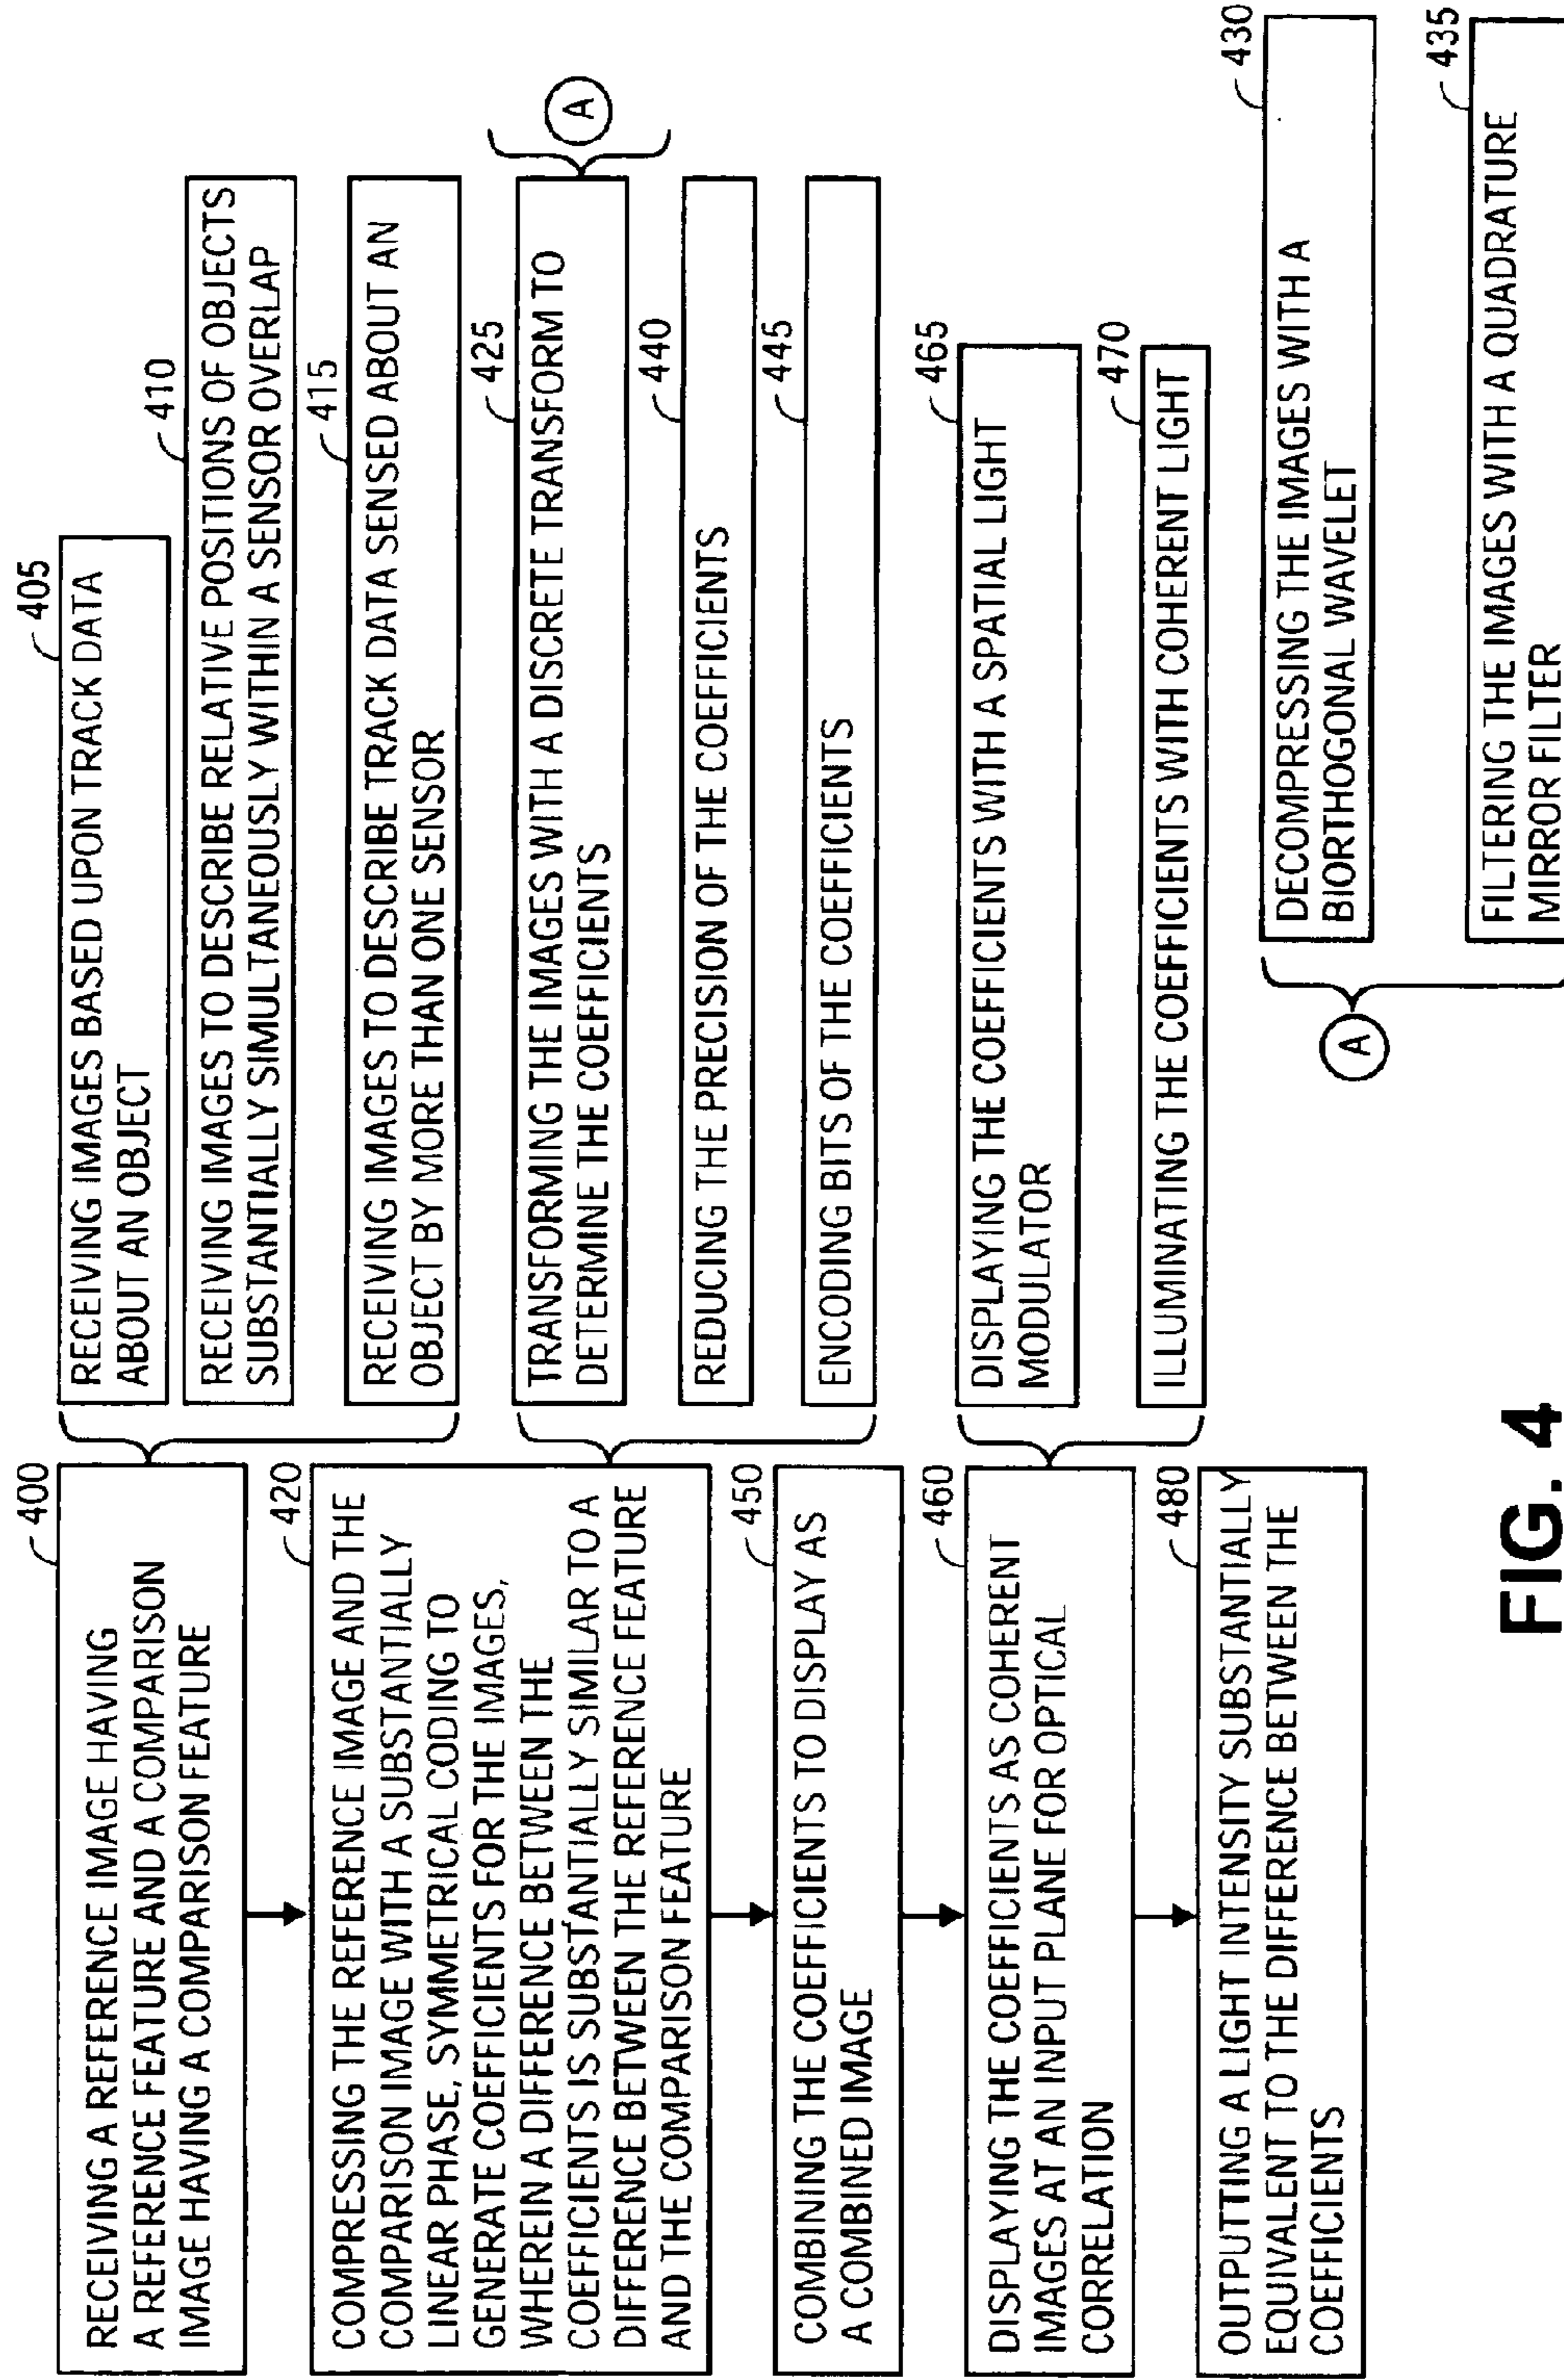 400
RECEIVING A REFERENCE IMAGE HAVING
A REFERENCE FEATURE AND A COMPARISON
IMAGE HAVING A COMPARISON FEATURE
405
RECEIVING IMAGES BASED UPON TRACK DATA
ABOUT AN OBJECT
410
RECEIVING IMAGES TO DESCRIBE RELATIVE POSITIONS OF OBJECTS
SUBSTANTIALLY SIMULTANEOUSLY WITHIN A SENSOR OVERLAP
415
RECEIVING IMAGES TO DESCRIBE TRACK DATA SENSED ABOUT AN
OBJECT BY MORE THAN ONE SENSOR
420
COMPRESSING THE REFERENCE IMAGE AND THE
COMPARISON IMAGE WITH A SUBSTANTIALLY
LINEAR PHASE, SYMMETRICAL CODING TO
GENERATE COEFFICIENTS FOR THE IMAGES,
WHEREIN A DIFFERENCE BETWEEN THE
COEFFICIENTS IS SUBSTANTIALLY SIMILAR TO A
DIFFERENCE BETWEEN THE REFERENCE FEATURE
AND THE COMPARISON FEATURE
425
TRANSFORMING THE IMAGES WITH A DISCRETE TRANSFORM TO
DETERMINE THE COEFFICIENTS
A
440
REDUCING THE PRECISION OF THE COEFFICIENTS
445
ENCODING BITS OF THE COEFFICIENTS
450
COMBINING THE COEFFICIENTS TO DISPLAY AS
A COMBINED IMAGE
460
DISPLAYING THE COEFFICIENTS AS COHERENT
IMAGES AT AN INPUT PLANE FOR OPTICAL
CORRELATION
465
DISPLAYING THE COEFFICIENTS WITH A SPATIAL LIGHT
MODULATOR
470
ILLUMINATING THE COEFFICIENTS WITH COHERENT LIGHT
480
OUTPUTTING A LIGHT INTENSITY SUBSTANTIALLY
EQUIVALENT TO THE DIFFERENCE BETWEEN THE
COEFFICIENTS
A
430
DECOMPRESSING THE IMAGES WITH A
BIORTHOGONAL WAVELET
435
FILTERING THE IMAGES WITH A QUADRATURE
MIRROR FILTER
FIG. 4